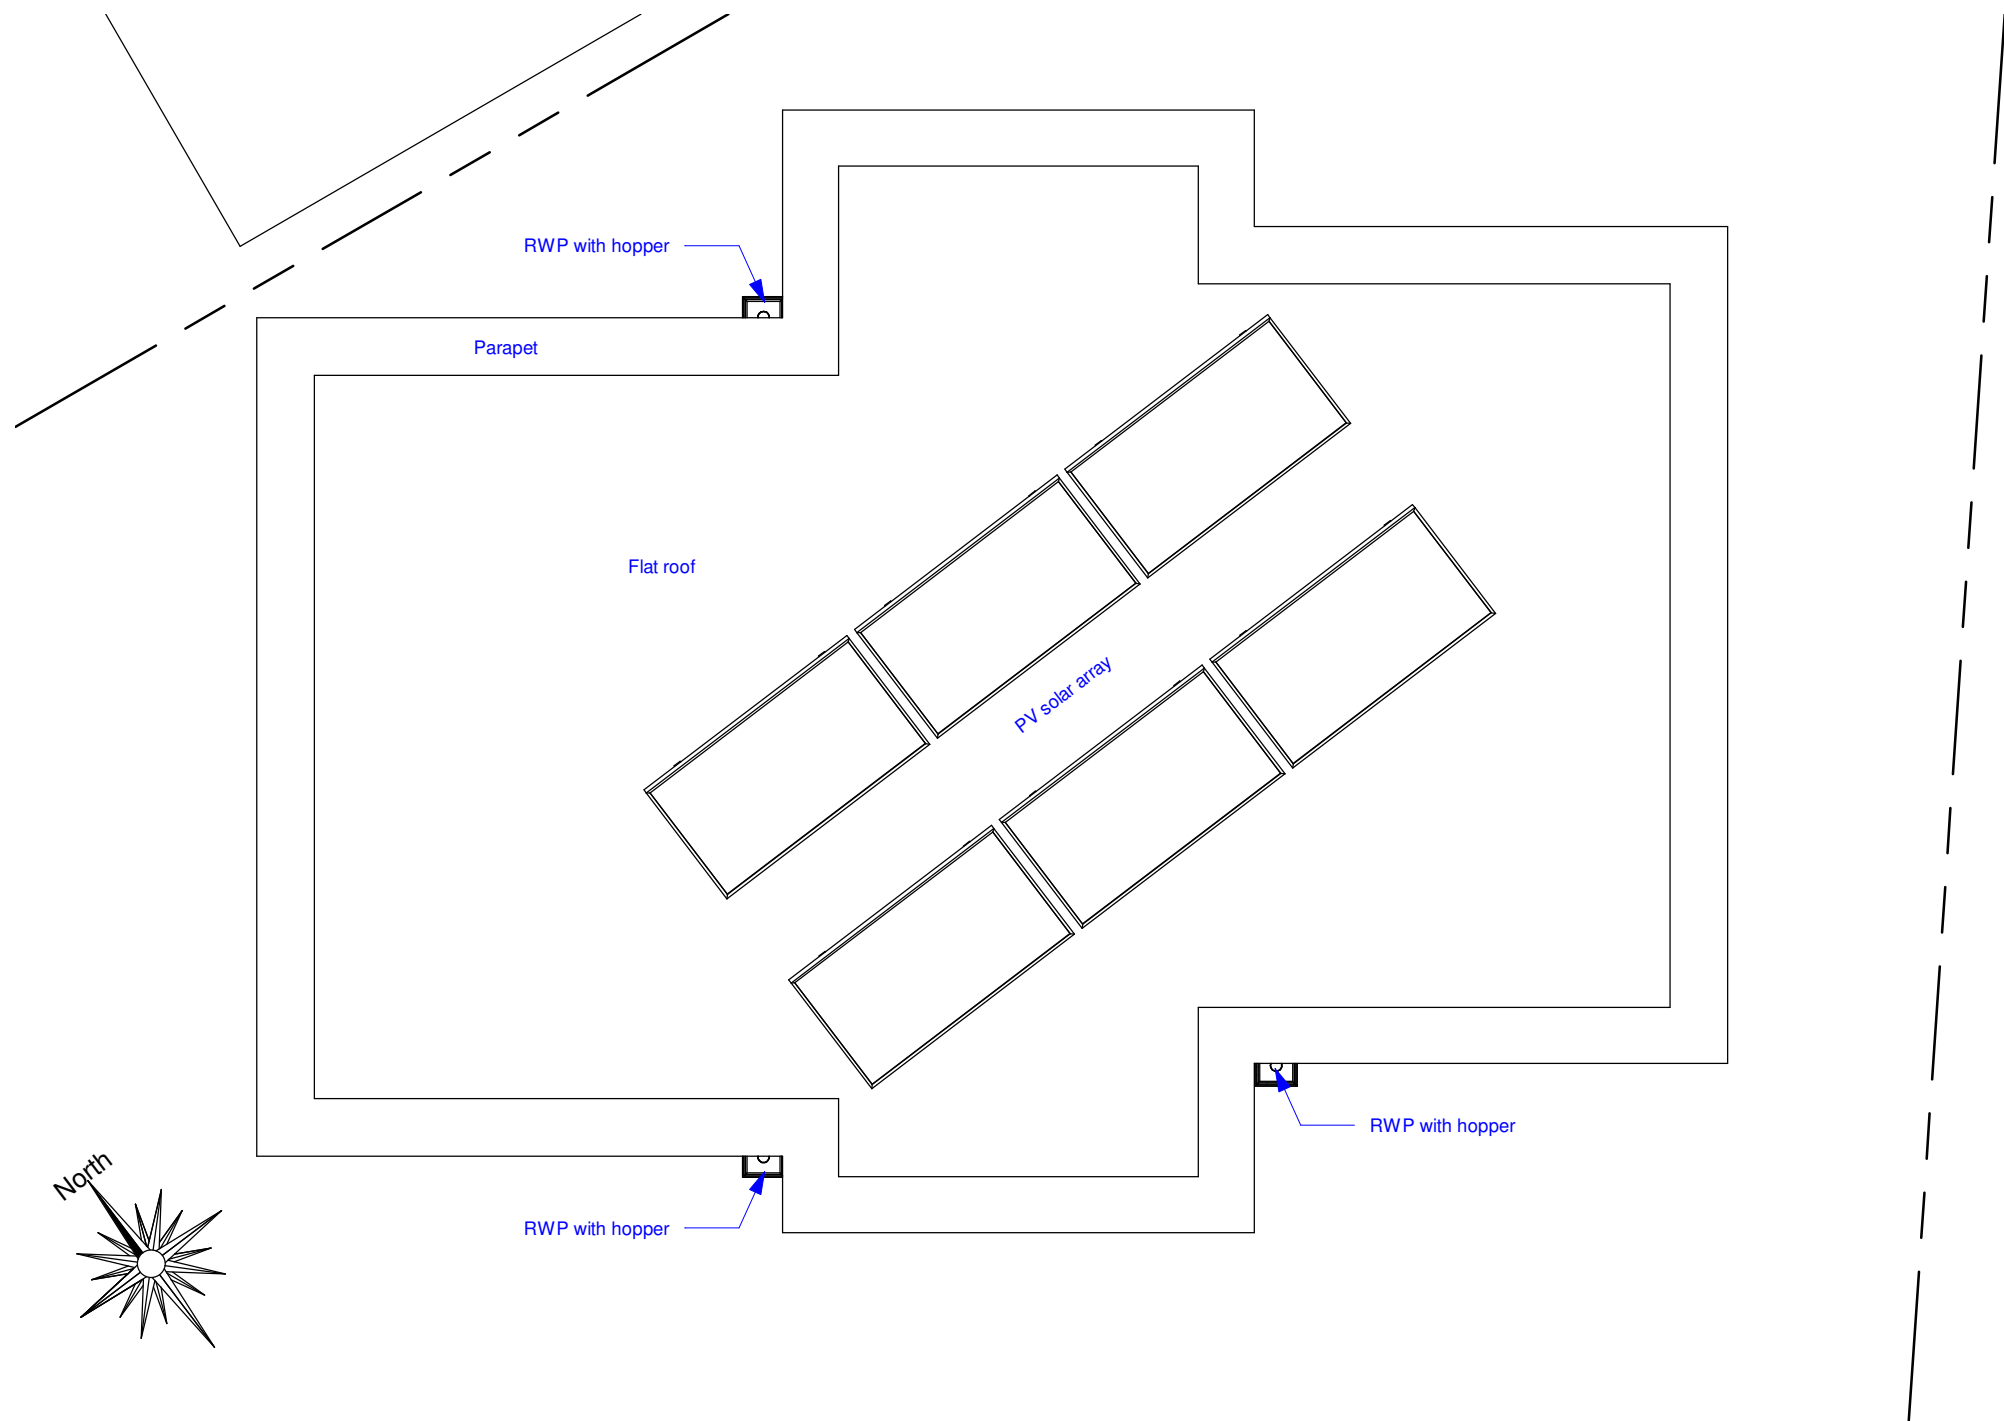 RWP with hopper
Parapet
Flat roof
PV solar array
RWP with hopper
North
RWP with hopper